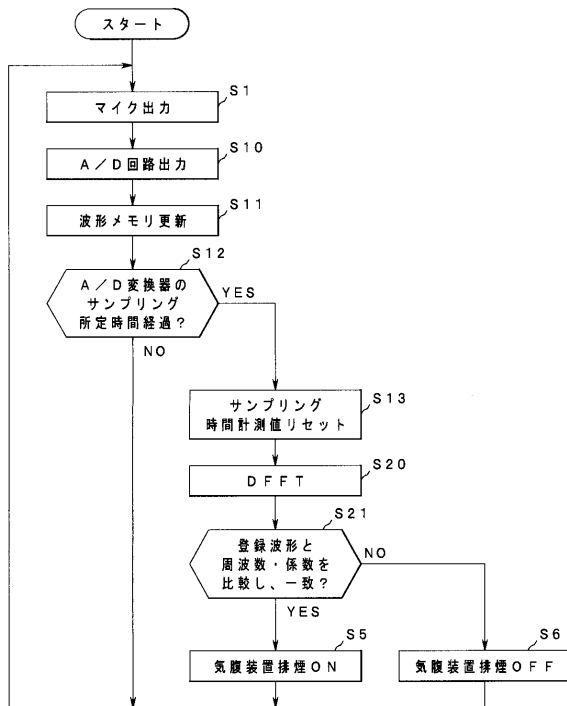 スタート
S1
マイク出力
S10
A/D回路出力
S11
波形メモリ更新
S12
A/D変換器の
サンプリング
所定時間経過?
YES
NO
S13
サンプリング
時間計測値リセット
S20
DFFT
S21
登録波形と
周波数・係数を
比較し、一致?
NO
YES
S5
気腹装置排煙ON
S6
気腹装置排煙OFF